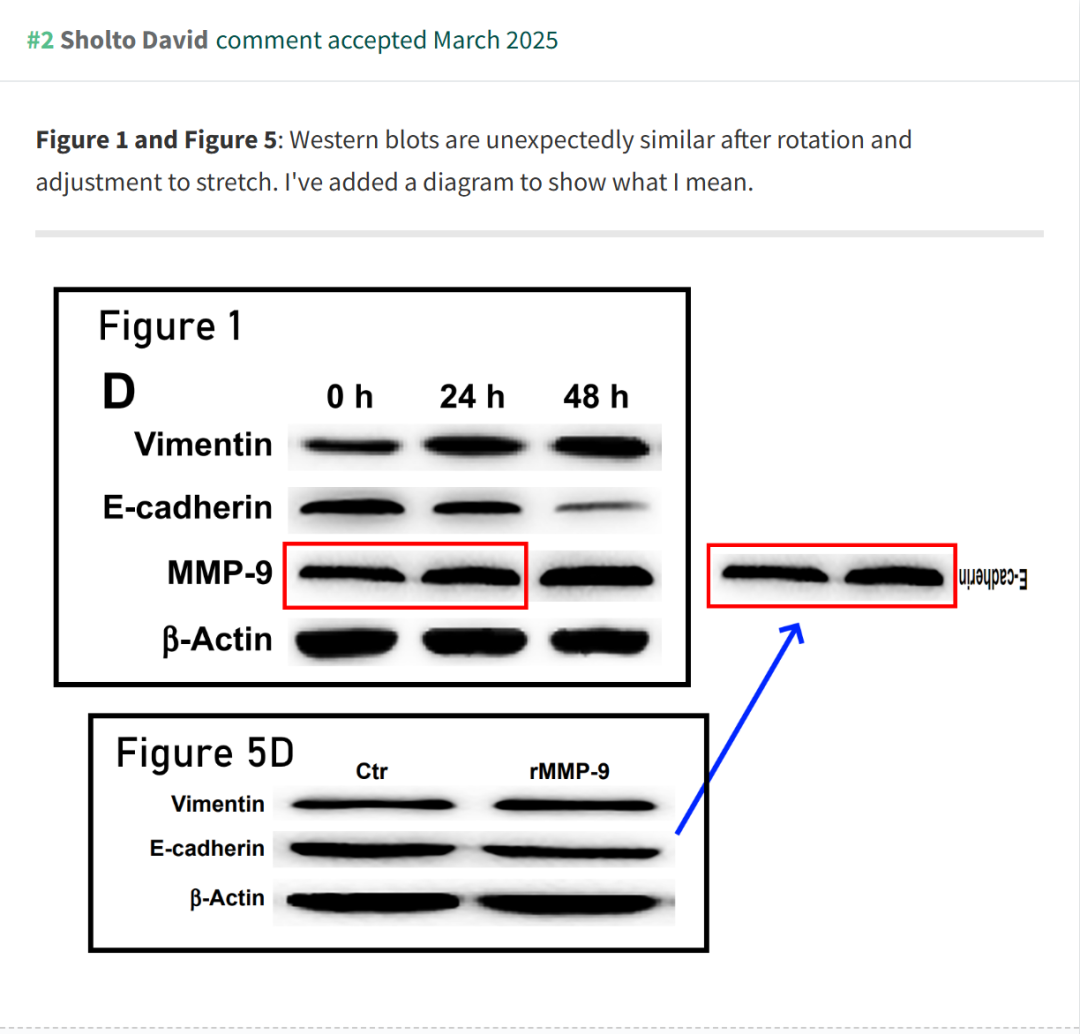 #2 Sholto David comment accepted March 2025
Figure 1 and Figure 5: Western blots are unexpectedly similar after rotation and
adjustment to stretch. I've added a diagram to show what I mean.
Figure 1
D
0 h 24 h 48 h
Vimentin
E-cadherin
MMP-9
β-Actin
E-cadherin
Figure 5D
Ctr rMMP-9
Vimentin
E-cadherin
β-Actin